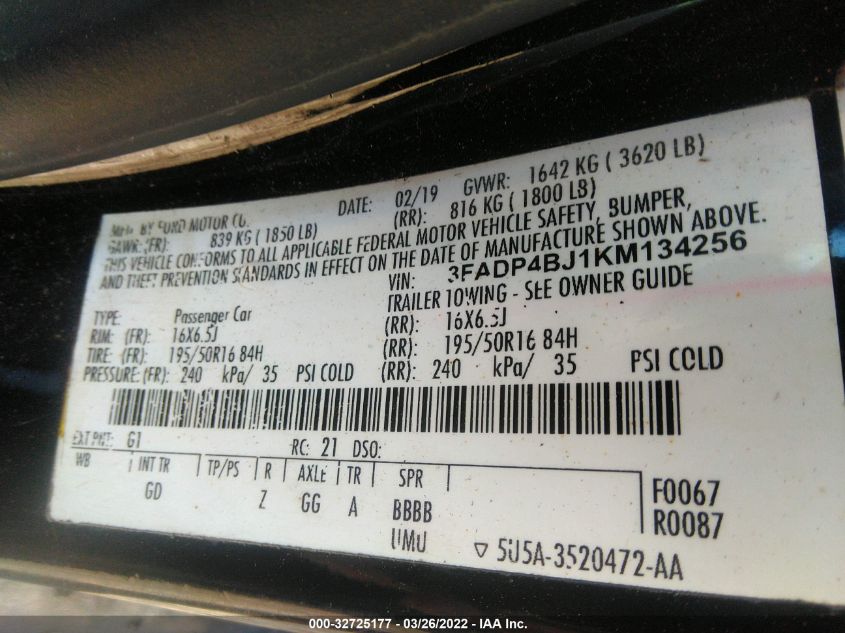 MFD. BY FORD MOTOR CO.
DATE: 02/19 GVWR: 1642 KG ( 3620 LB)
GAWR: (FR): 839 KG ( 1850 LB) (RR): 816 KG ( 1800 LB)
THIS VEHICLE CONFORMS TO ALL APPLICABLE FEDERAL MOTOR VEHICLE SAFETY, BUMPER,
AND THEFT PREVENTION STANDARDS IN EFFECT ON THE DATE OF MANUFACTURE SHOWN ABOVE.
VIN: 3FADP4BJ1KM134256
TYPE: Passenger Car TRAILER TOWING - SEE OWNER GUIDE
RIM: (FR): 16X6.5J (RR): 16X6.5J
TIRE: (FR): 195/50R16 84H (RR): 195/50R16 84H
PRESSURE: (FR): 240 kPa/ 35 PSI COLD (RR): 240 kPa/ 35 PSI COLD
EXT PNT: G1 RC: 21 DSO:
WB INT TR TP/PS R AXLE TR SPR
GD Z GG A BBBB
UMU
F0067
R0087
5U5A-3520472-AA
000-32725177 - 03/26/2022 - IAA Inc.